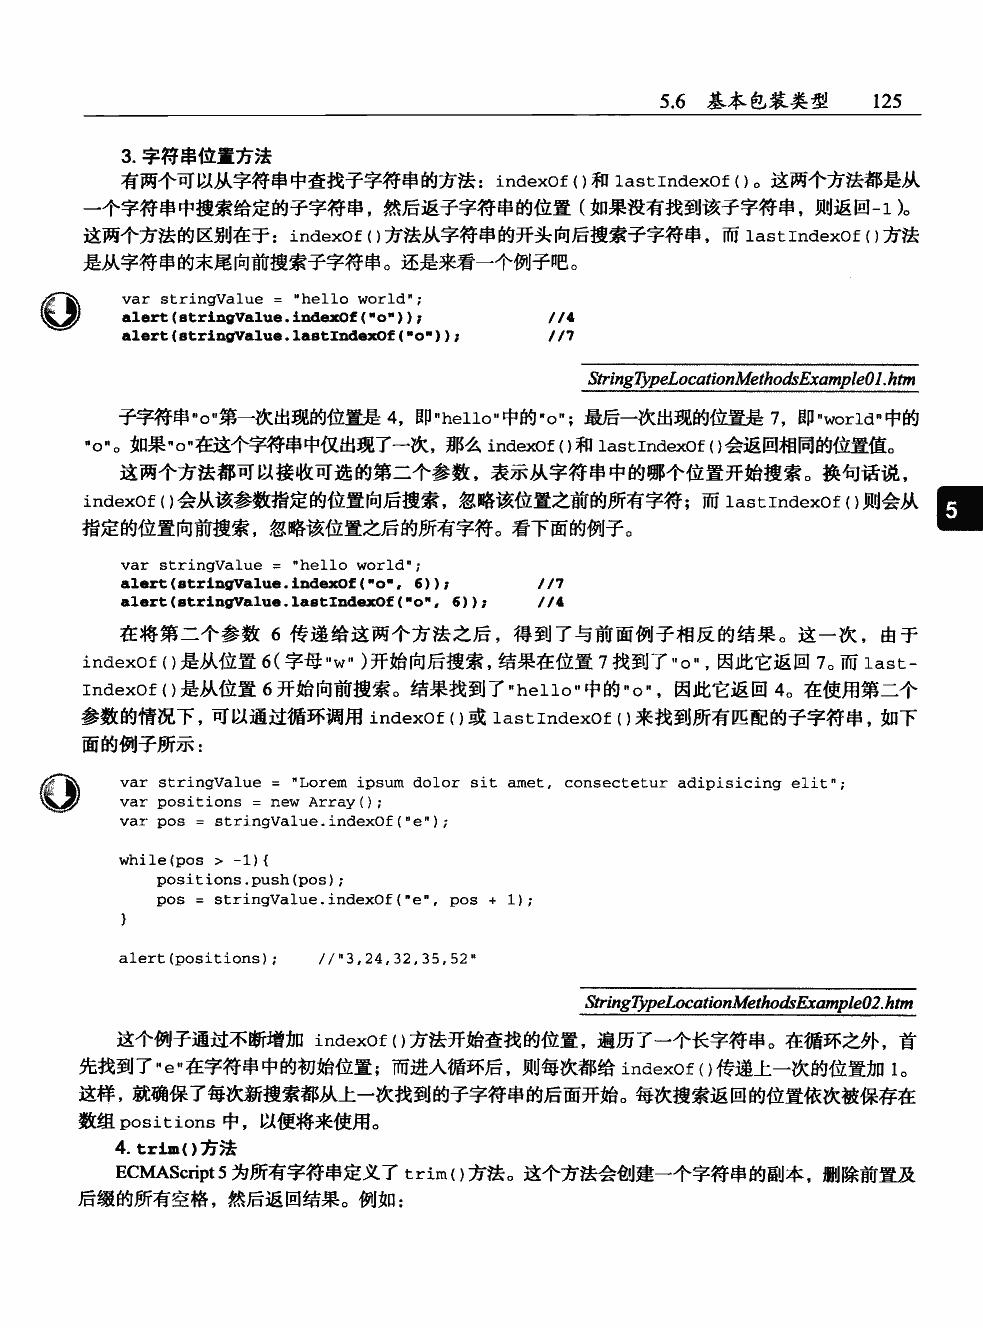 5.6 基本包装类型 125
3. 字符串位置方法
有两个可以从字符串中查找子字符串的方法：indexOf()和 lastIndexOf()。这两个方法都是从
一个字符串中搜索给定的子字符串，然后返子字符串的位置（如果没有找到该子字符串，则返回-1）。
这两个方法的区别在于：indexOf()方法从字符串的开头向后搜索子字符串，而 lastIndexOf()方法
是从字符串的末尾向前搜索子字符串。还是来看一个例子吧。
var stringValue = "hello world";
alert(stringValue.indexOf("o")); //4
alert(stringValue.lastIndexOf("o")); //7
StringTypeLocationMethodsExample01.htm
子字符串"o"第一次出现的位置是 4，即"hello"中的"o"；最后一次出现的位置是 7，即"world"中的
"o"。如果"o"在这个字符串中仅出现了一次，那么 indexOf()和 lastIndexOf()会返回相同的位置值。
这两个方法都可以接收可选的第二个参数，表示从字符串中的哪个位置开始搜索。换句话说，
indexOf()会从该参数指定的位置向后搜索，忽略该位置之前的所有字符；而 lastIndexOf()则会从
指定的位置向前搜索，忽略该位置之后的所有字符。看下面的例子。
5
var stringValue = "hello world";
alert(stringValue.indexOf("o", 6)); //7
alert(stringValue.lastIndexOf("o", 6)); //4
在将第二个参数 6 传递给这两个方法之后，得到了与前面例子相反的结果。这一次，由于
indexOf()是从位置 6（字母"w"）开始向后搜索，结果在位置 7 找到了"o"，因此它返回 7。而 last-
IndexOf()是从位置 6 开始向前搜索。结果找到了"hello"中的"o"，因此它返回 4。在使用第二个
参数的情况下，可以通过循环调用 indexOf()或 lastIndexOf()来找到所有匹配的子字符串，如下
面的例子所示：
var stringValue = "Lorem ipsum dolor sit amet, consectetur adipisicing elit";
var positions = new Array();
var pos = stringValue.indexOf("e");
while(pos > -1){
positions.push(pos);
pos = stringValue.indexOf("e", pos + 1);
}
alert(positions); //"3,24,32,35,52"
StringTypeLocationMethodsExample02.htm
这个例子通过不断增加 indexOf()方法开始查找的位置，遍历了一个长字符串。在循环之外，首
先找到了"e"在字符串中的初始位置；而进入循环后，则每次都给 indexOf()传递上一次的位置加 1。
这样，就确保了每次新搜索都从上一次找到的子字符串的后面开始。每次搜索返回的位置依次被保存在
数组 positions 中，以便将来使用。
4. trim()方法
ECMAScript 5 为所有字符串定义了 trim()方法。这个方法会创建一个字符串的副本，删除前置及
后缀的所有空格，然后返回结果。例如：